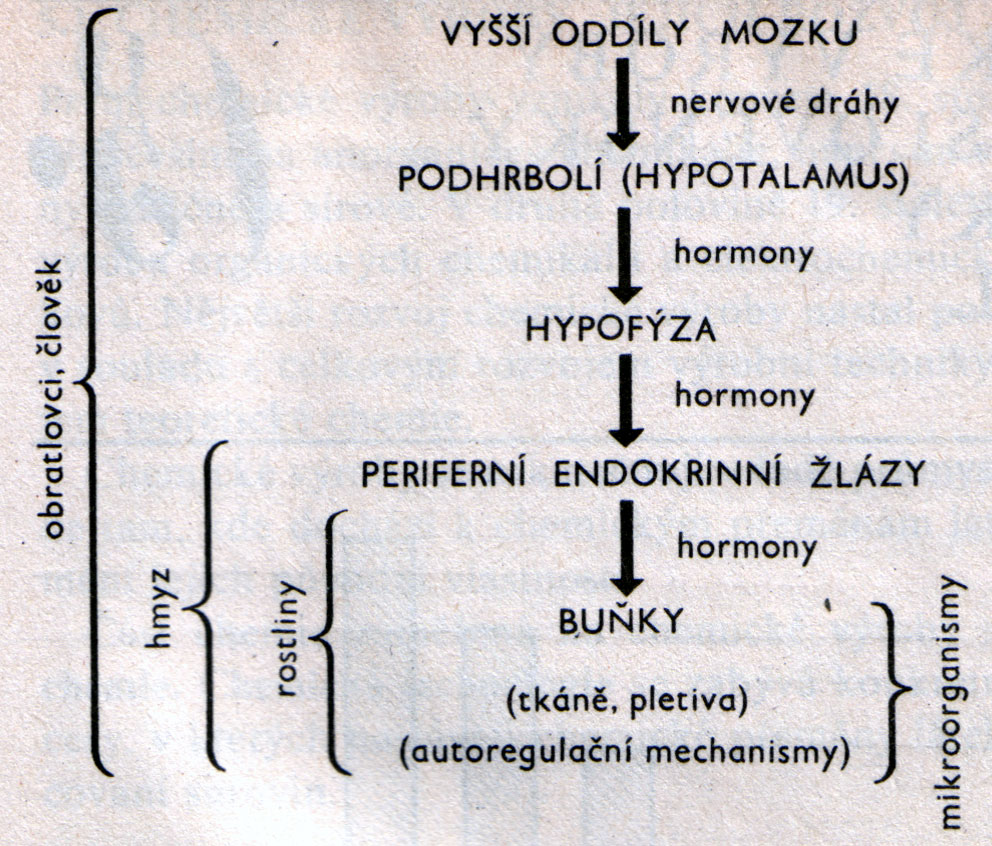 VYŠŠÍ ODDÍLY MOZKU
nervové dráhy
PODHRBOLÍ (HYPOTALAMUS)
hormony
HYPOFÝZA
hormony
PERIFERNÍ ENDOKRINNÍ ŽLÁZY
hormony
BUŇKY
(tkáně, pletiva)
(autoregulační mechanismy)
obratlovci, člověk
hmyz
rostliny
mikroorganismy